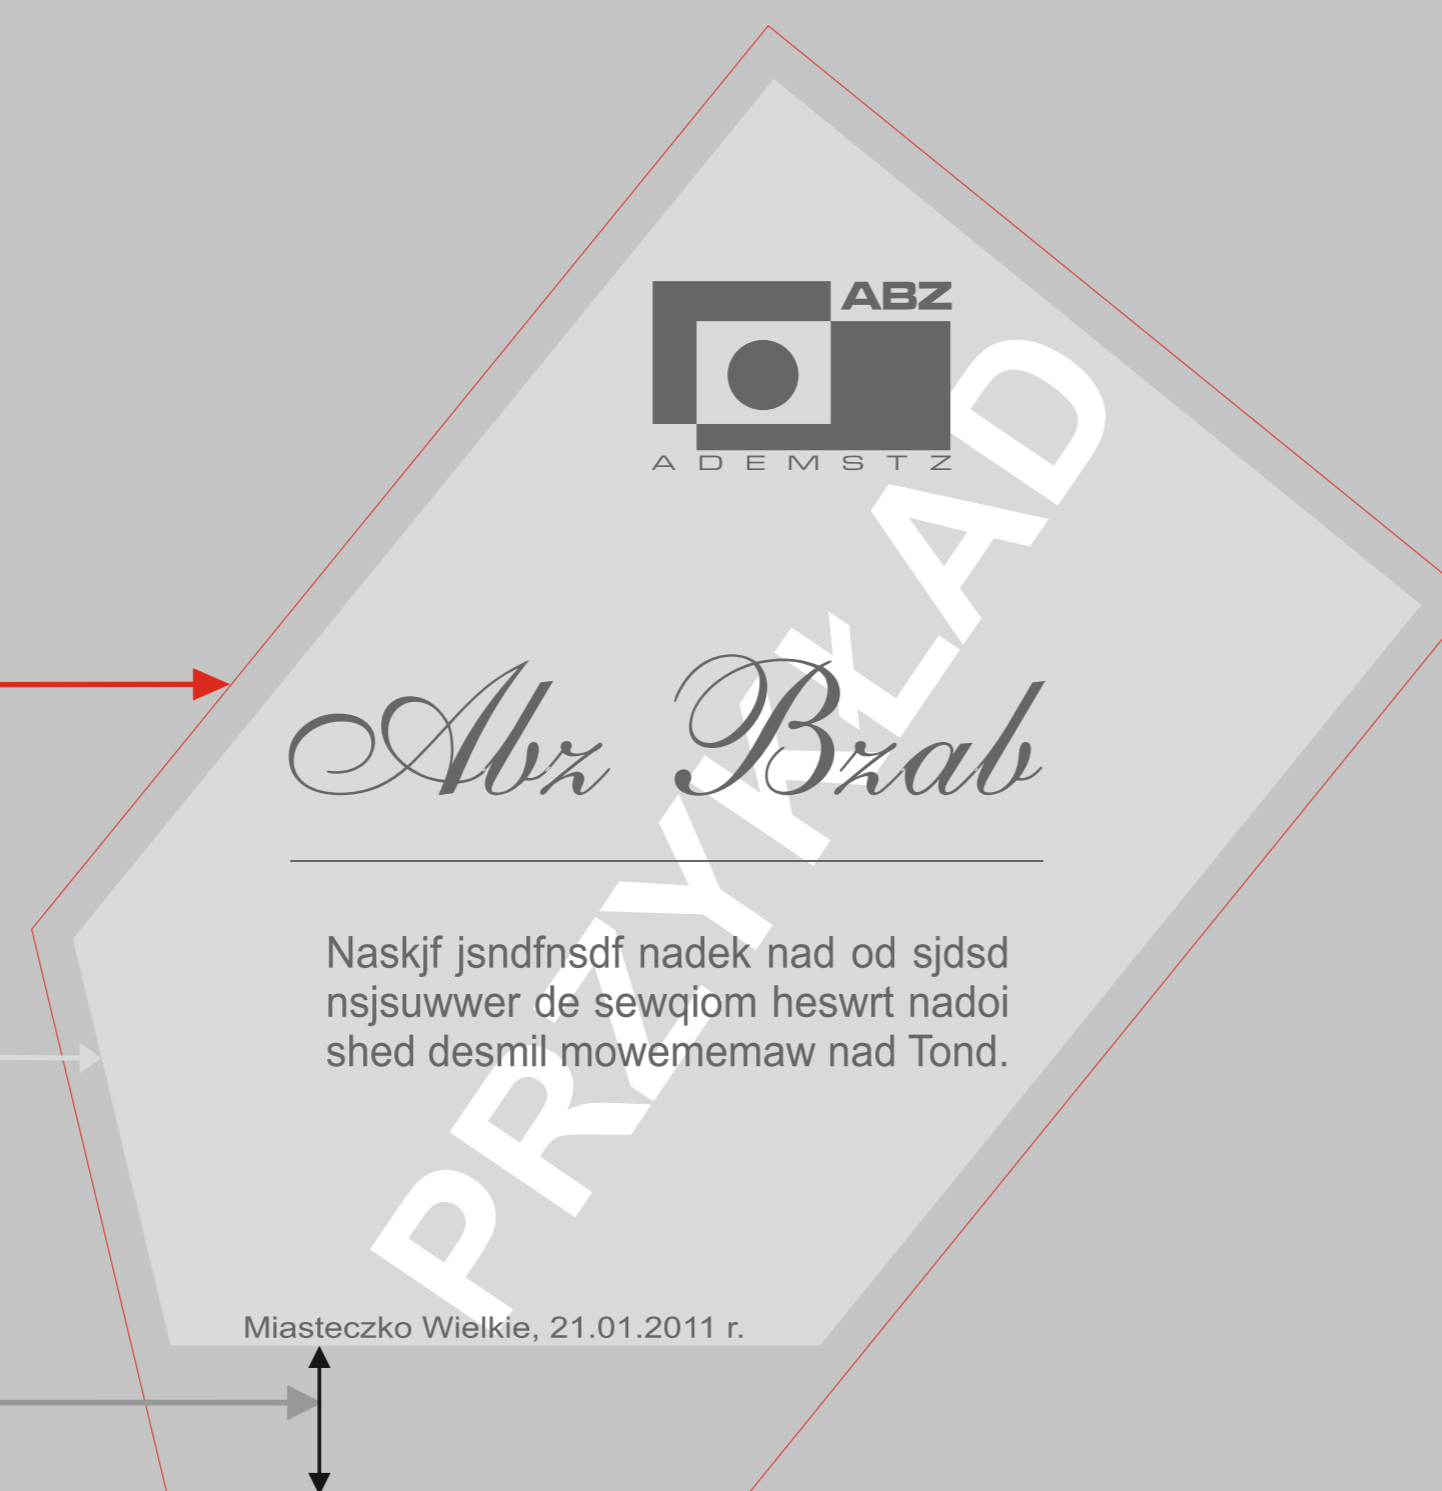 ABZ
ADEMSTZ
PRZYKŁAD
Abz Bzab
Naskjf jsndfnsdf nadek nad od sjdsd
nsjsuwwer de sewqiom heswrt nadoi
shed desmil mowememaw nad Tond.
Miasteczko Wielkie, 21.01.2011 r.